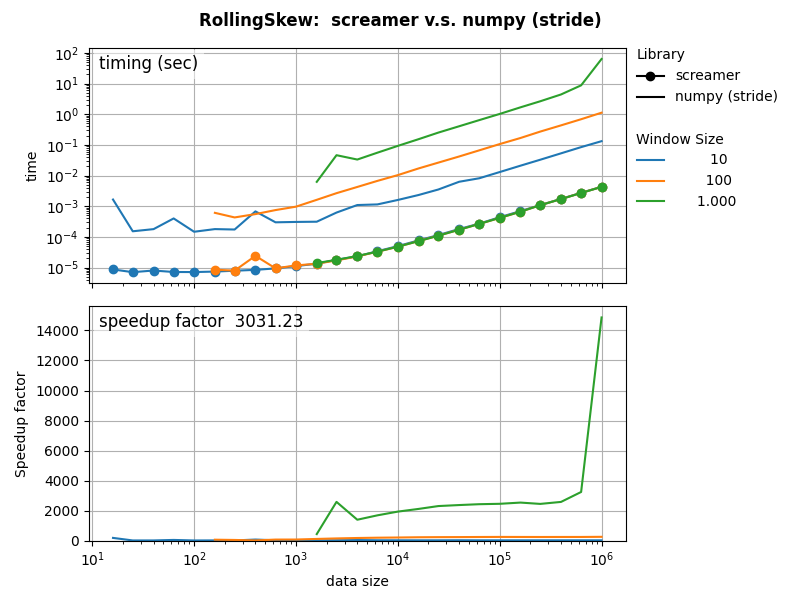 RollingSkew:  screamer v.s. numpy (stride)
timing (sec)
10^2
10^1
10^0
10^-1
10^-2
10^-3
10^-4
10^-5
time
Library
screamer
numpy (stride)
Window Size
10
100
1.000
speedup factor  3031.23
14000
12000
10000
8000
6000
4000
2000
0
Speedup factor
10^1 10^2 10^3 10^4 10^5 10^6
data size